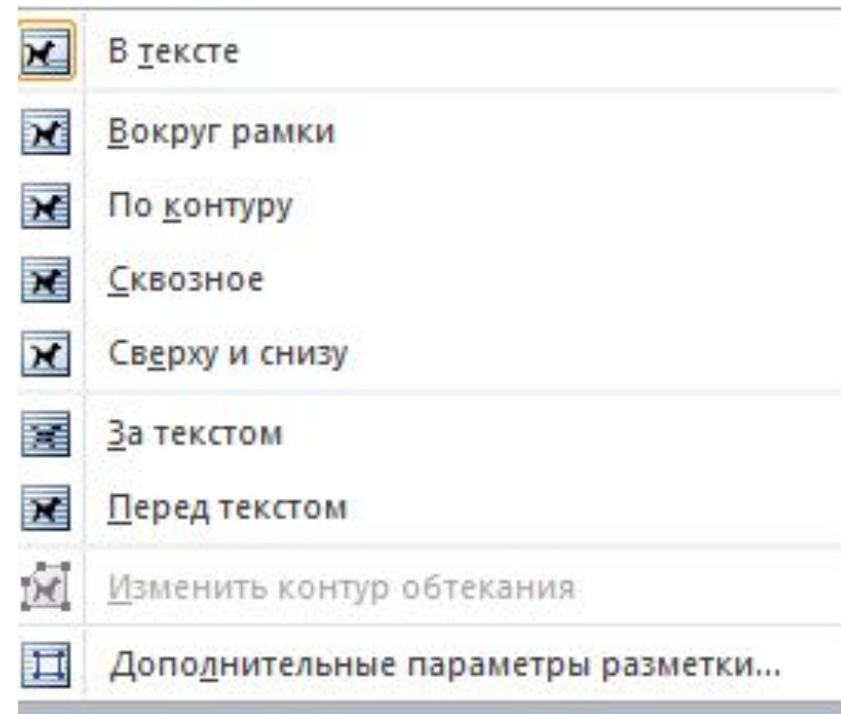 В тексте
Вокруг рамки
По контуру
Сквозное
Сверху и снизу
За текстом
Перед текстом
Изменить контур обтекания
Дополнительные параметры разметки...